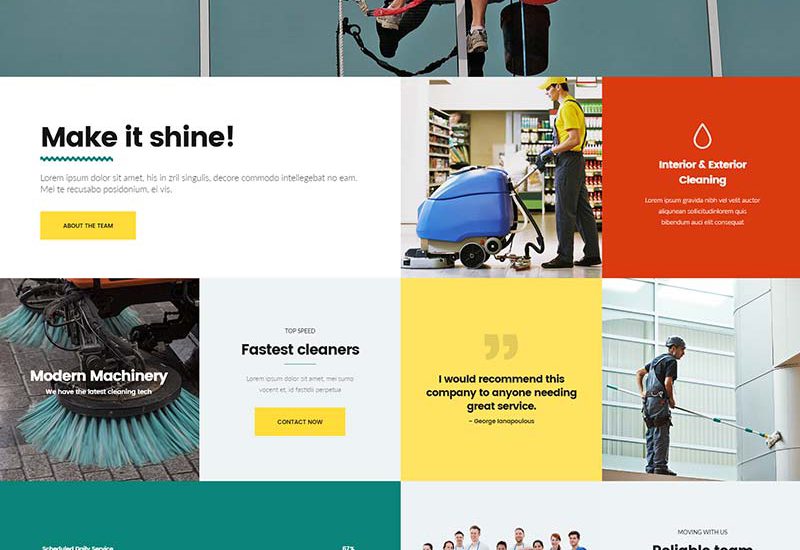 Make it shine!
Lorem ipsum dolor sit amet, his in zril singulis, decore commodo intellegebat no eam.
Mei te recusabo posidonium, ei vis.
ABOUT THE TEAM
Interior & Exterior
Cleaning
Lorem ipsum gravida nibh vel velit auctor
aliqunean sollicitudinlorem quis
bibendum auci elit consequat
Modern Machinery
We have the latest cleaning tech
TOP SPEED
Fastest cleaners
Lorem ipsum dolor sit amet mea sumo
vocent et, id fastidii perpetua
CONTACT NOW
”
I would recommend this
company to anyone needing
great service.
– George Ianapoulous
Scheduled Daily Service
67%
MOVING WITH US
Reliable team